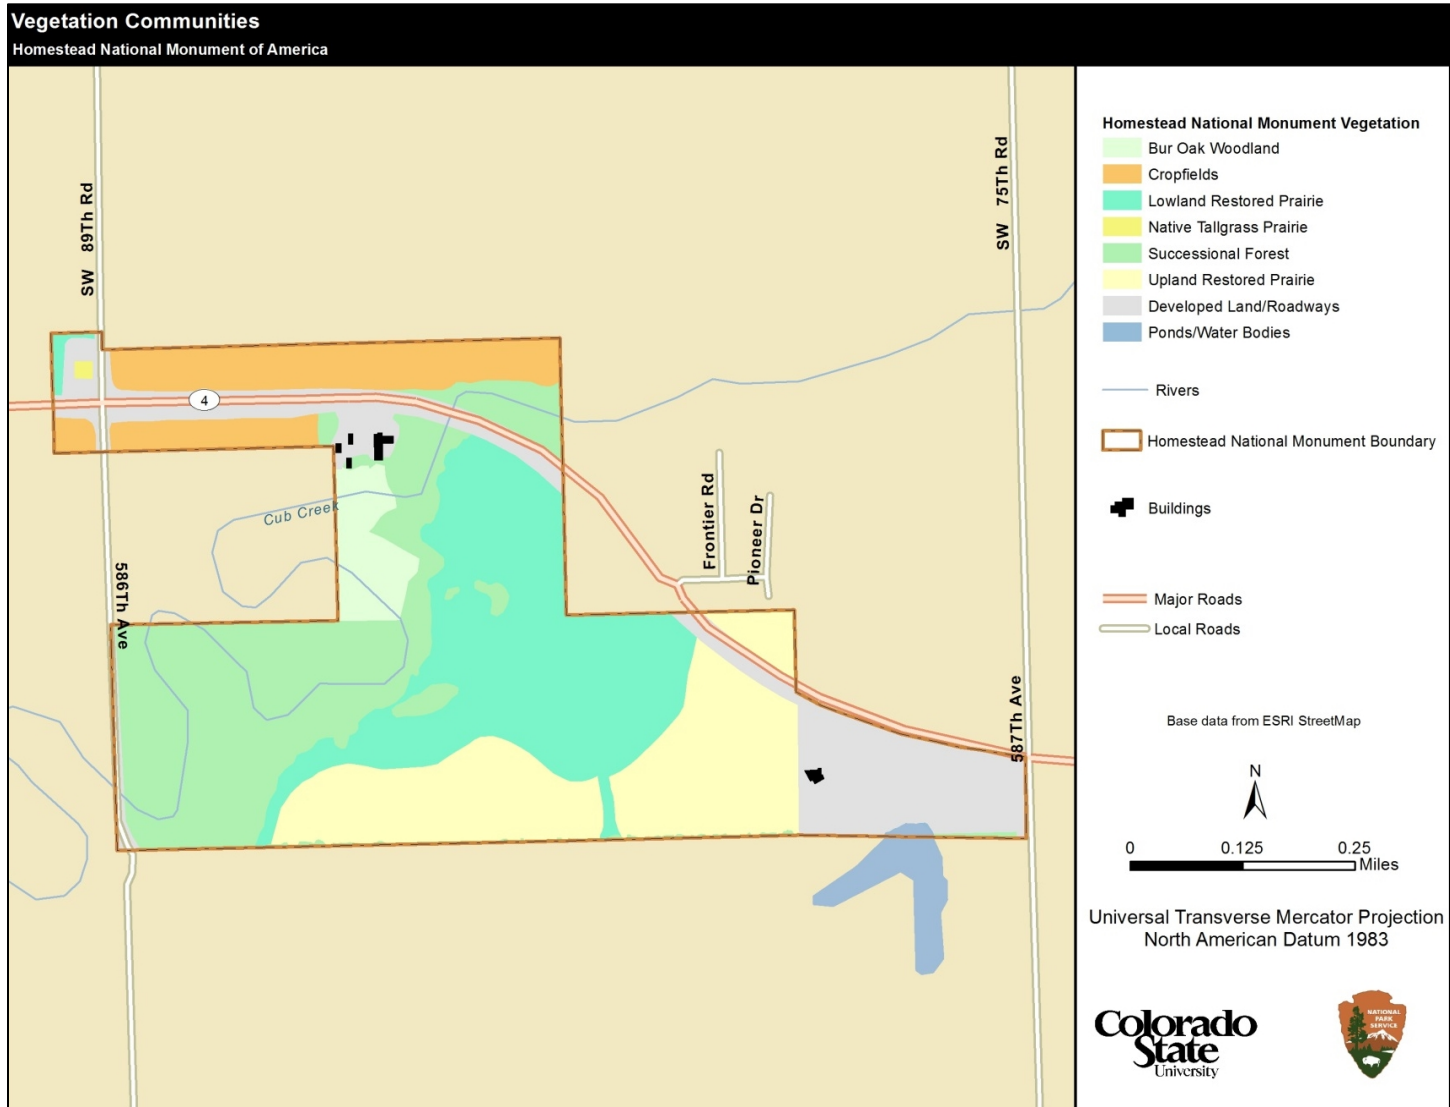 Vegetation Communities
Homestead National Monument of America
SW 89Th Rd
SW 75Th Rd
4
Cub Creek
Frontier Rd
Pioneer Dr
586Th Ave
587Th Ave
Homestead National Monument Vegetation
Bur Oak Woodland
Cropfields
Lowland Restored Prairie
Native Tallgrass Prairie
Successional Forest
Upland Restored Prairie
Developed Land/Roadways
Ponds/Water Bodies
Rivers
Homestead National Monument Boundary
Buildings
Major Roads
Local Roads
Base data from ESRI StreetMap
N
0 0.125 0.25
Miles
Universal Transverse Mercator Projection
North American Datum 1983
Colorado
State
University
NATIONAL
PARK
SERVICE